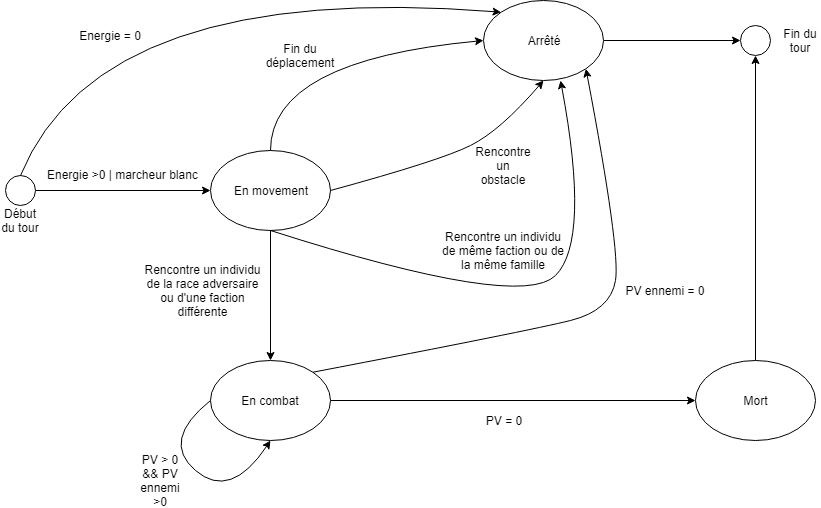 Energie = 0
Arrêté
Fin du
tour
Fin du
déplacement
Rencontre
un
obstacle
Energie >0 | marcheur blanc
En movement
Début
du tour
Rencontre un individu
de même faction ou de
la même famille
Rencontre un individu
de la race adversaire
ou d'une faction
différente
PV ennemi = 0
En combat
Mort
PV = 0
PV > 0
&& PV
ennemi
>0